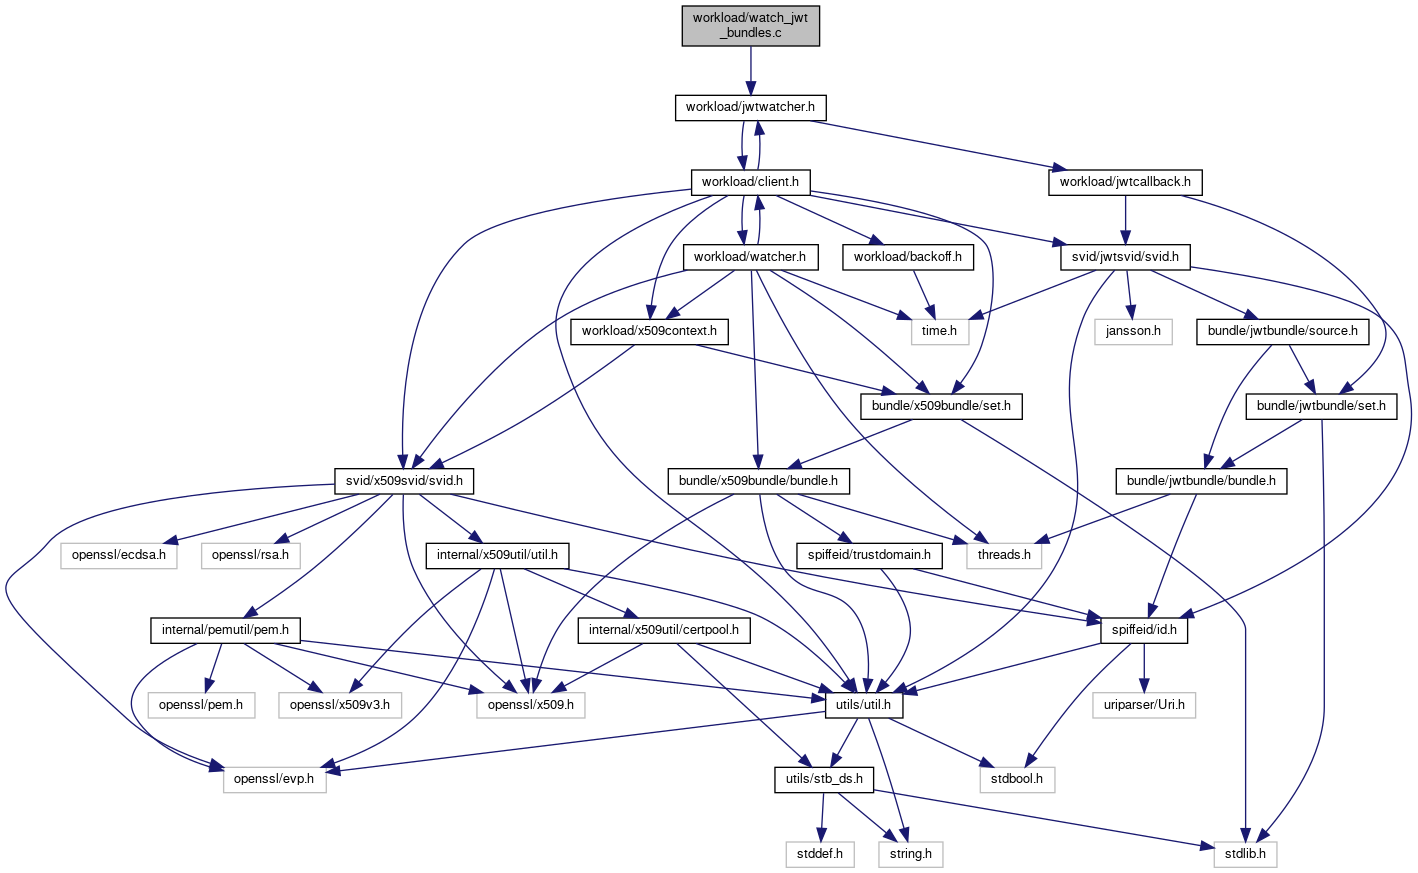 workload/watch_jwt
_bundles.c
workload/jwtwatcher.h
workload/client.h
workload/jwtcallback.h
workload/watcher.h
workload/backoff.h
svid/jwtsvid/svid.h
workload/x509context.h
time.h
jansson.h
bundle/jwtbundle/source.h
bundle/x509bundle/set.h
bundle/jwtbundle/set.h
svid/x509svid/svid.h
bundle/x509bundle/bundle.h
bundle/jwtbundle/bundle.h
openssl/ecdsa.h
openssl/rsa.h
internal/x509util/util.h
spiffeid/trustdomain.h
threads.h
internal/pemutil/pem.h
internal/x509util/certpool.h
spiffeid/id.h
openssl/pem.h
openssl/x509v3.h
openssl/x509.h
utils/util.h
uriparser/Uri.h
openssl/evp.h
utils/stb_ds.h
stdbool.h
stddef.h
string.h
stdlib.h